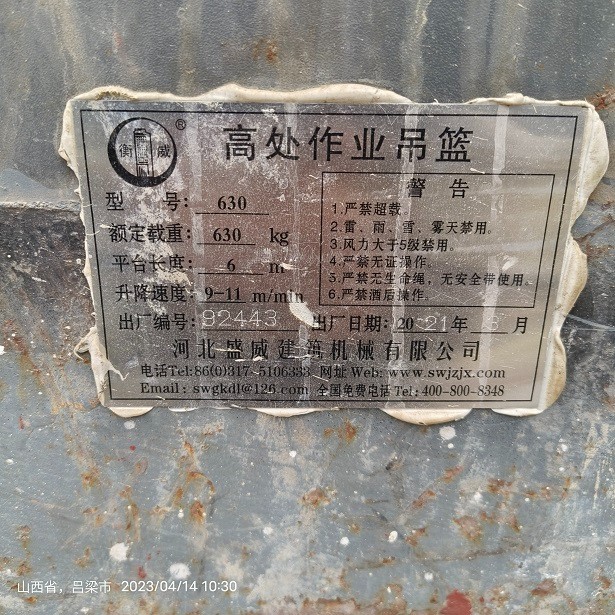 衡威®
高处作业吊篮
型 号: 630
额定载重: 630 kg
平台长度: 6 m
升降速度: 9-11 m/min
警 告
1.严禁超载.
2.雷、雨、雪、雾天禁用。
3.风力大于5级禁用。
4.严禁无证操作。
5.严禁无生命绳,无安全带使用。
6.严禁酒后操作。
出厂编号: 92443 出厂日期: 2021年 月
河北盛威建筑机械有限公司
电话Tel:86(0)317-5106333 网址Web: www.swjzjx.com
Email: swgkdl@126.com 全国免费电话 Tel: 400-800-8348
山西省,吕梁市 2023/04/14 10:30